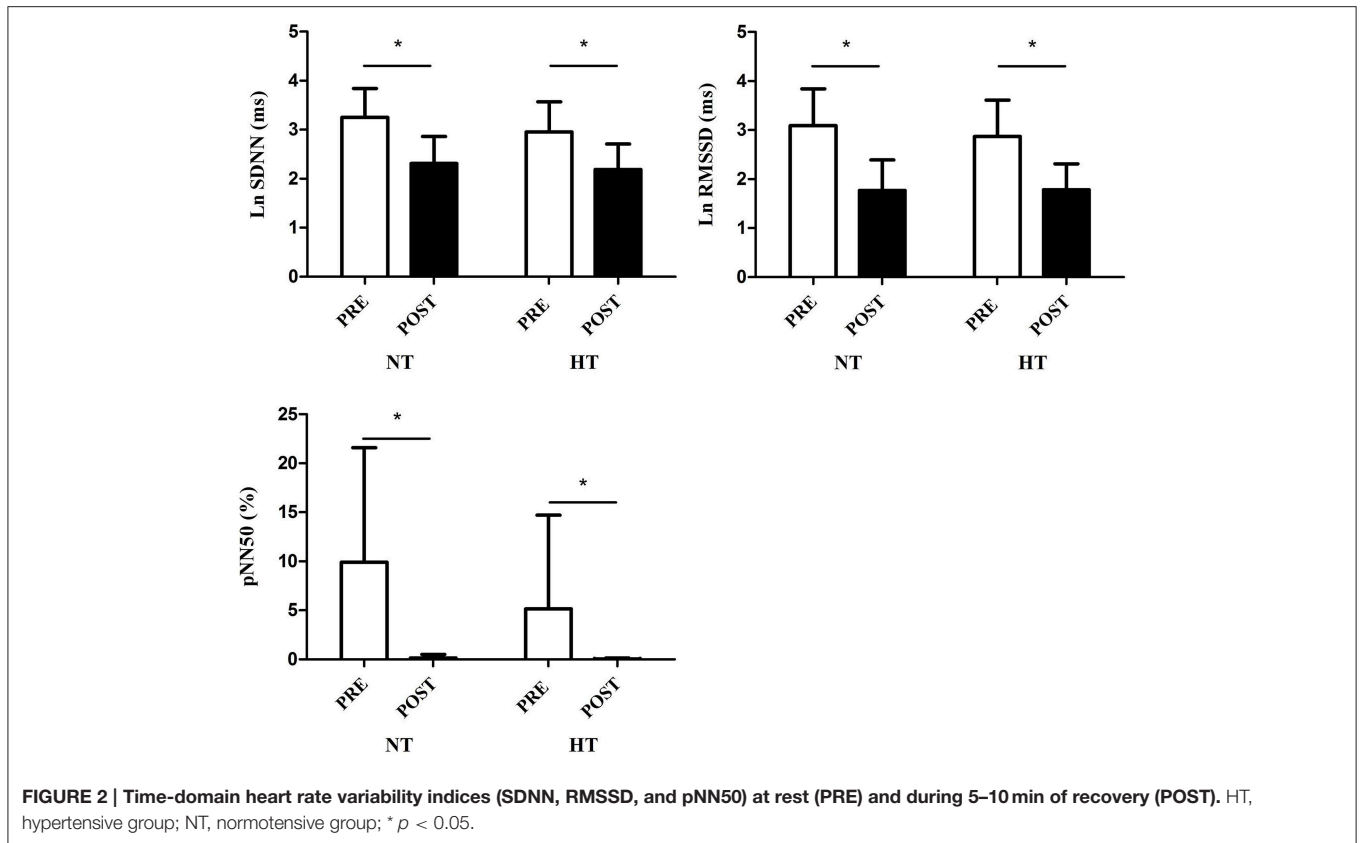 5
4
3
2
1
0
Ln SDNN (ms)
*
*
PRE
POST
PRE
POST
NT
HT
5
4
3
2
1
0
Ln RMSSD (ms)
*
*
PRE
POST
PRE
POST
NT
HT
25
20
15
10
5
0
pNN50 (%)
*
*
PRE
POST
PRE
POST
NT
HT
FIGURE 2 | Time-domain heart rate variability indices (SDNN, RMSSD, and pNN50) at rest (PRE) and during 5–10 min of recovery (POST). HT,
hypertensive group; NT, normotensive group; * p < 0.05.